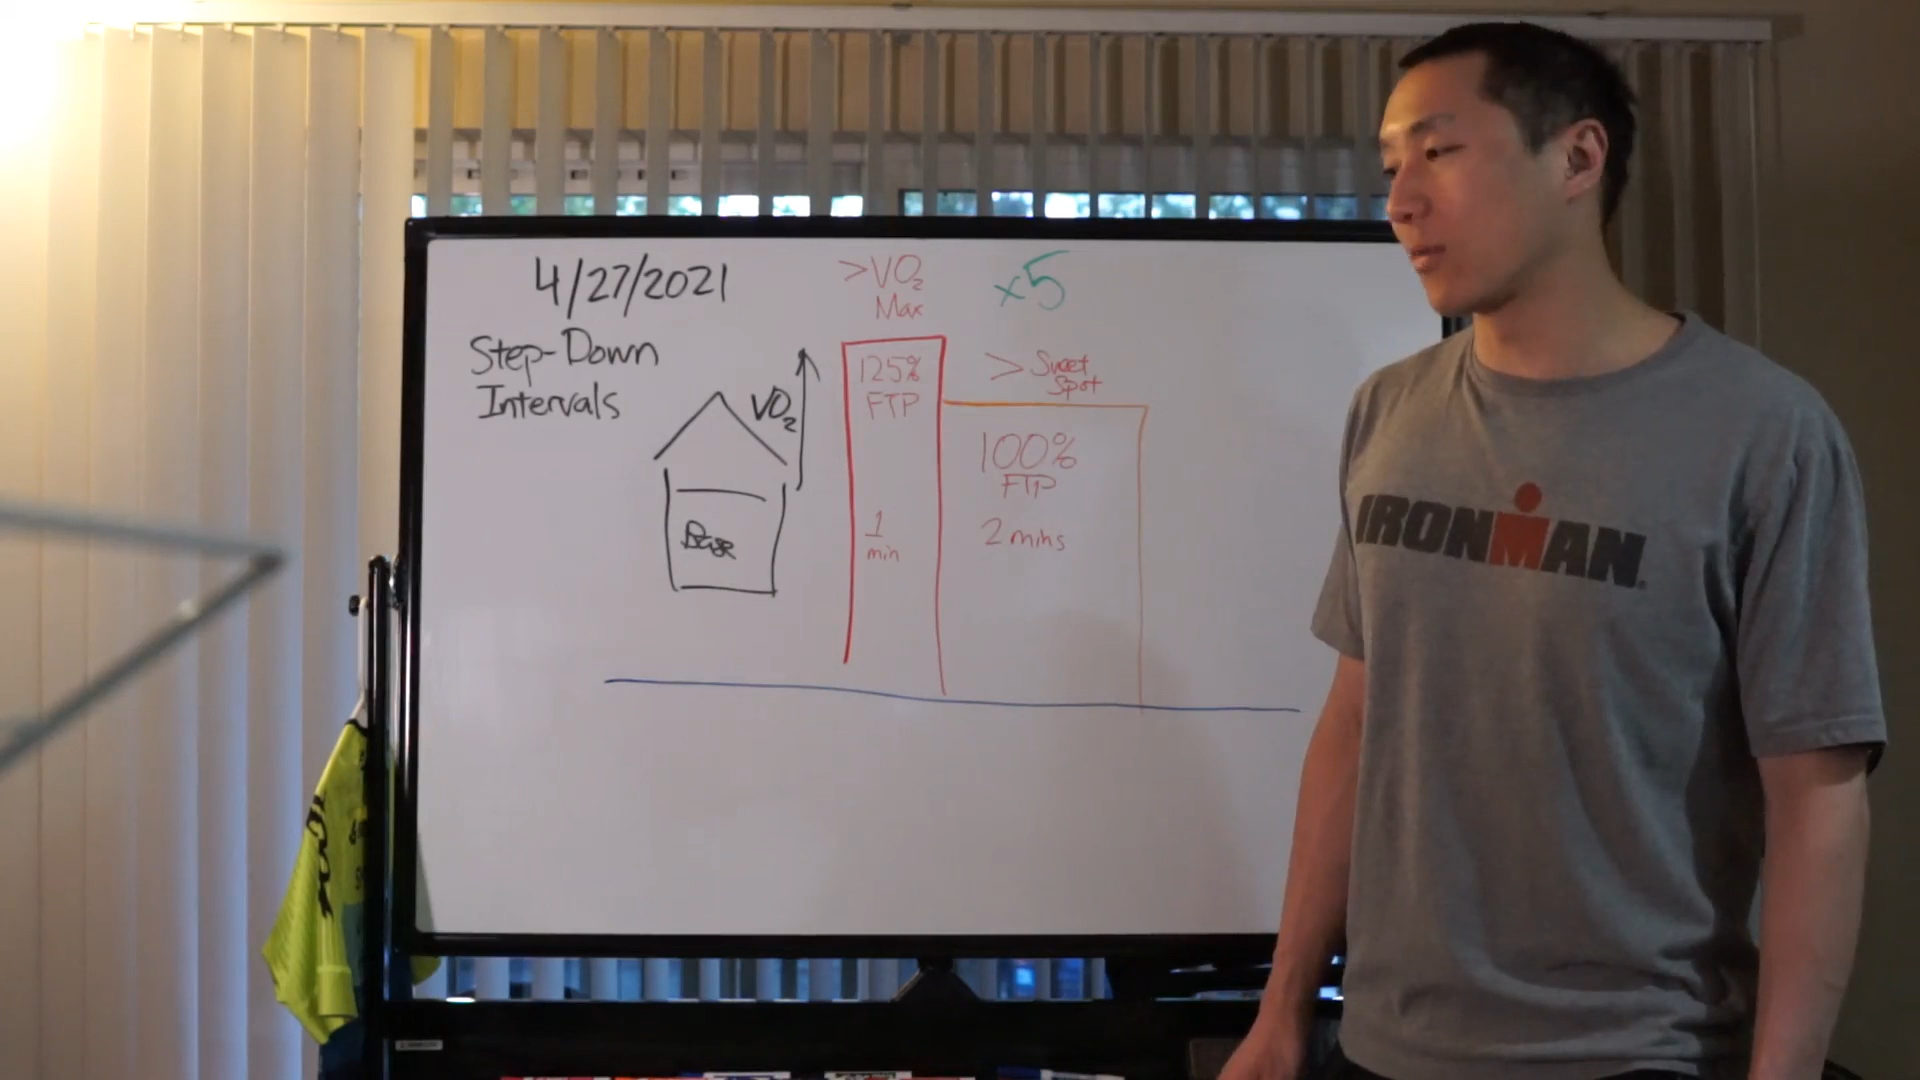 4/27/2021
Step-Down
Intervals
>VO₂
Max
x5
> Sweet
Spot
VO₂
125%
FTP
100%
FTP
Base
1
min
2 mins
IRONMAN